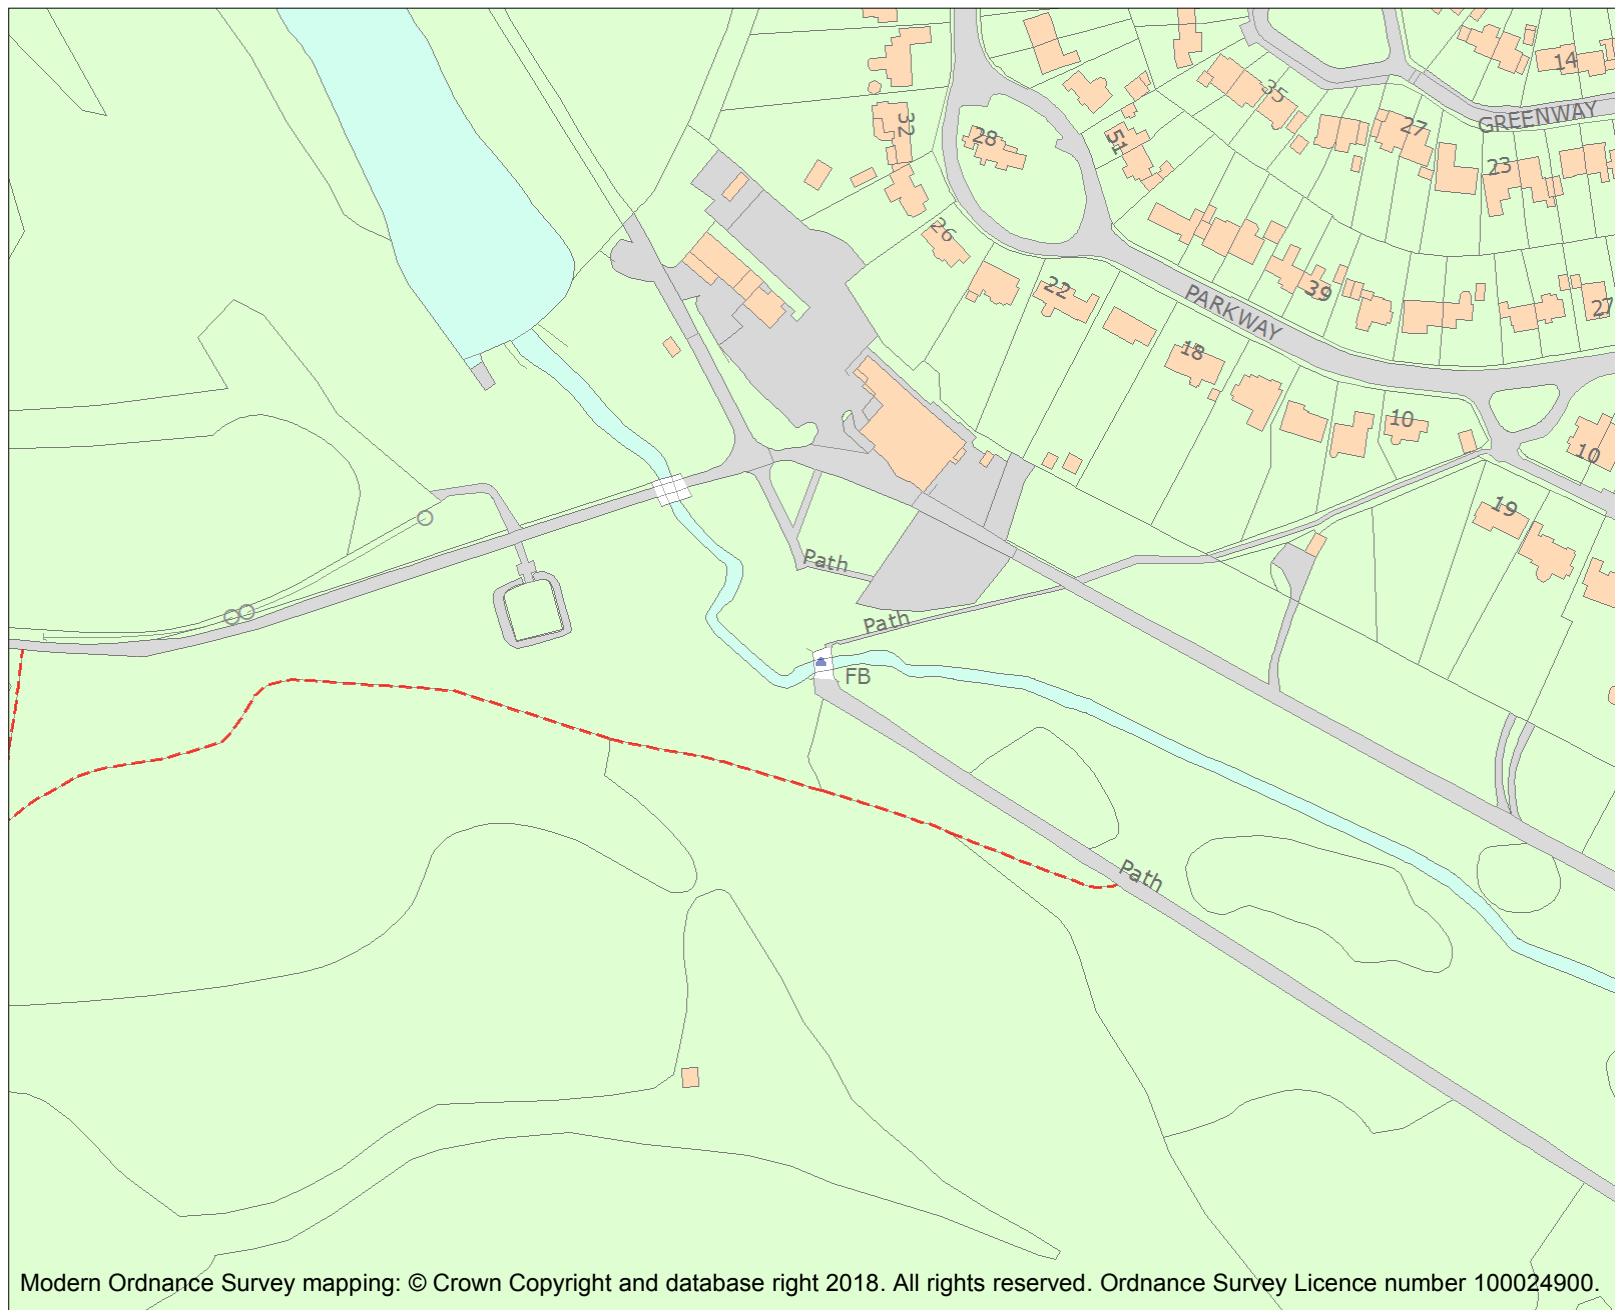 14
35
GREENWAY
32
28
51
27
23
26
22
39
27
PARKWAY
18
10
10
19
Path
Path
FB
Path
Modern Ordnance Survey mapping: © Crown Copyright and database right 2018. All rights reserved. Ordnance Survey Licence number 100024900.